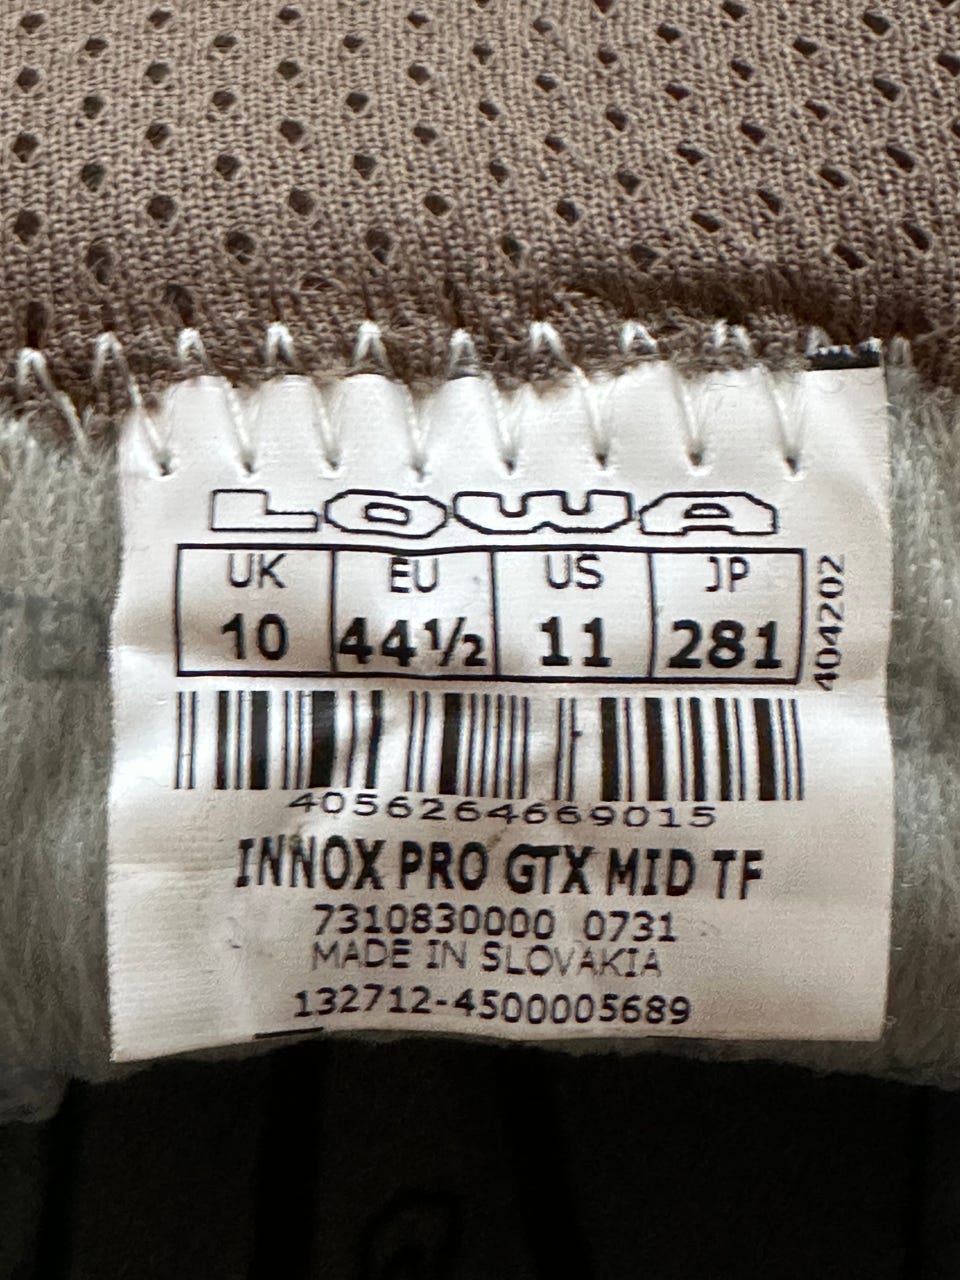 LOWA
UK EU US JP
10 44½ 11 281
404202
4056264669015
INNOX PRO GTX MID TF
7310830000 0731
MADE IN SLOVAKIA
132712-4500005689